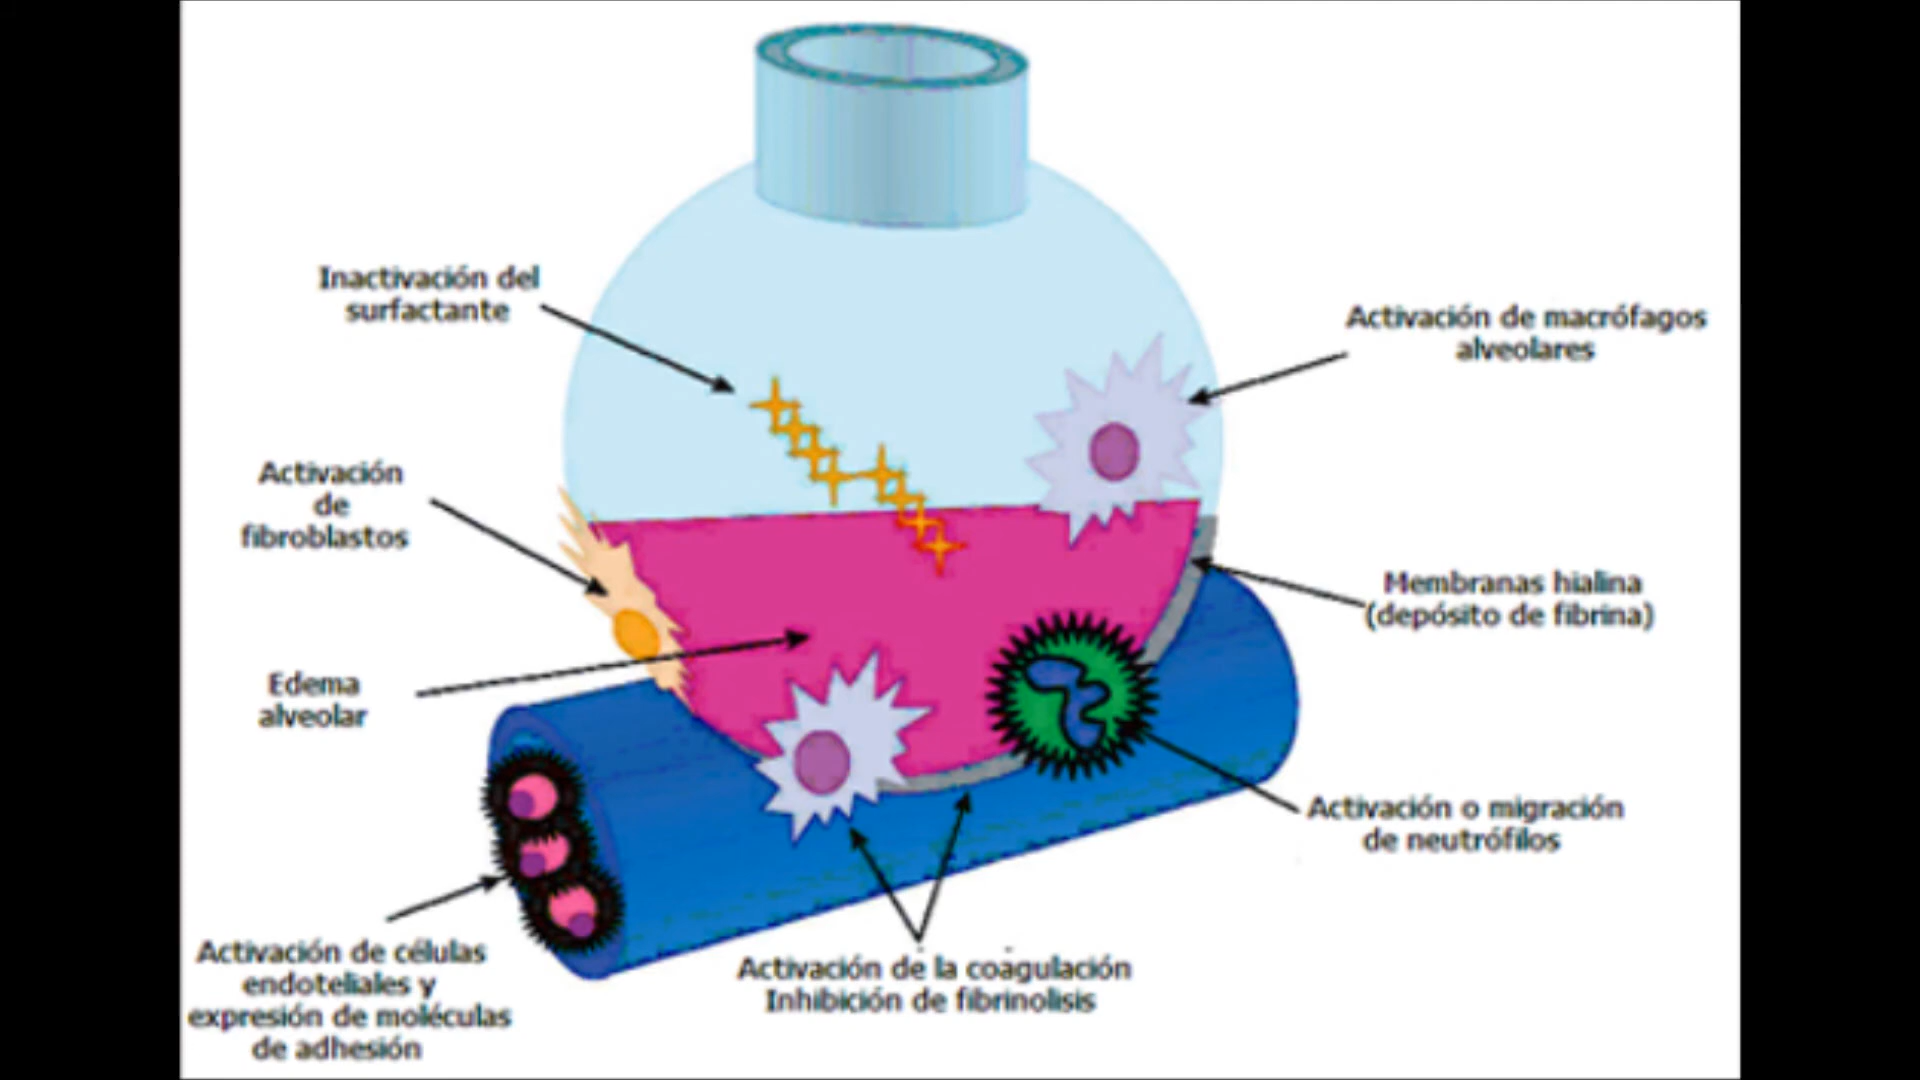 Inactivación del
surfactante
Activación de macrófagos
alveolares
Activación
de
fibroblastos
Membranas hialina
(depósito de fibrina)
Edema
alveolar
Activación o migración
de neutrófilos
Activación de células
endoteliales y
expresión de moléculas
de adhesión
Activación de la coagulación
Inhibición de fibrinolisis